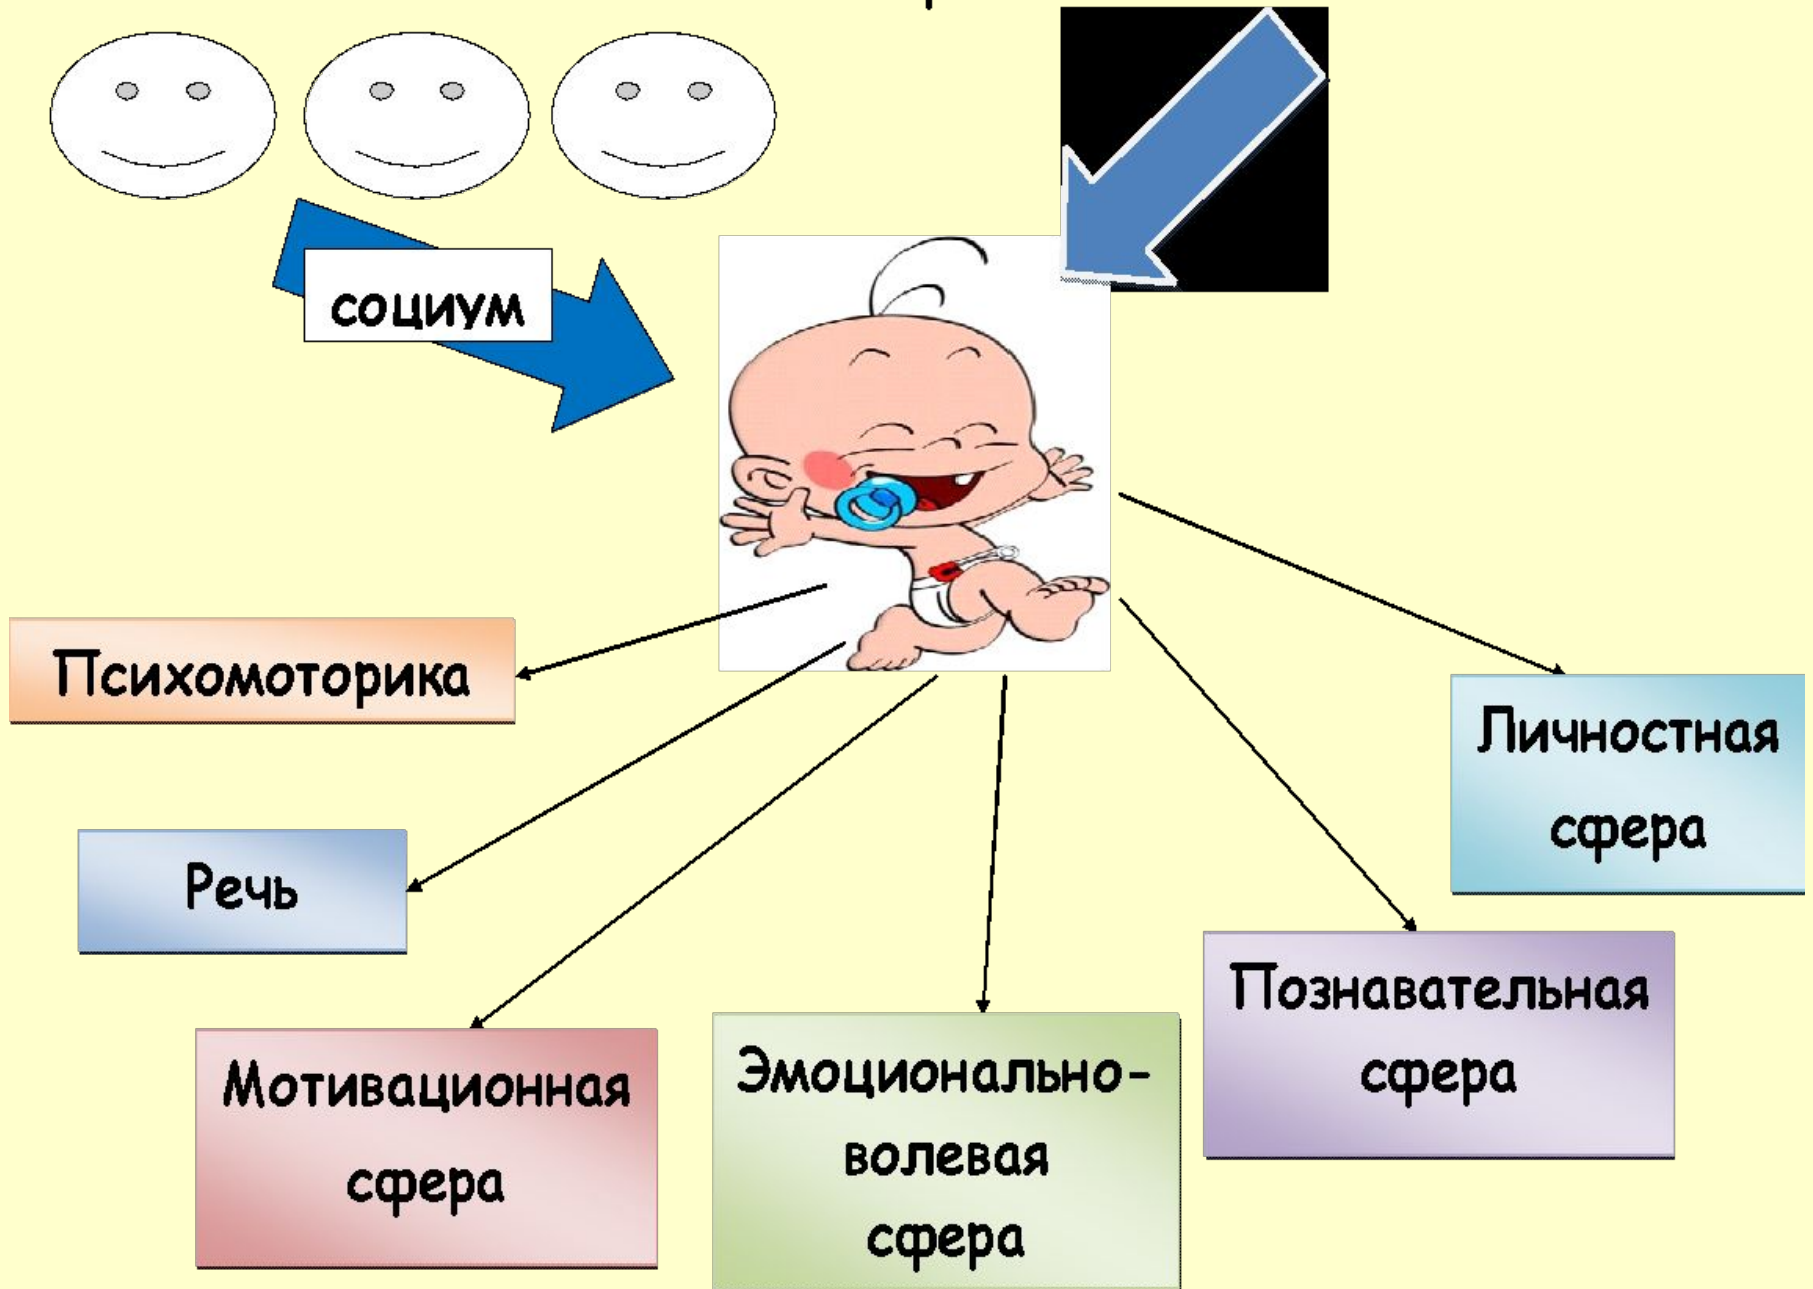 социум
Психомоторика
Личностная
сфера
Речь
Познавательная
сфера
Мотивационная
сфера
Эмоционально-
волевая
сфера